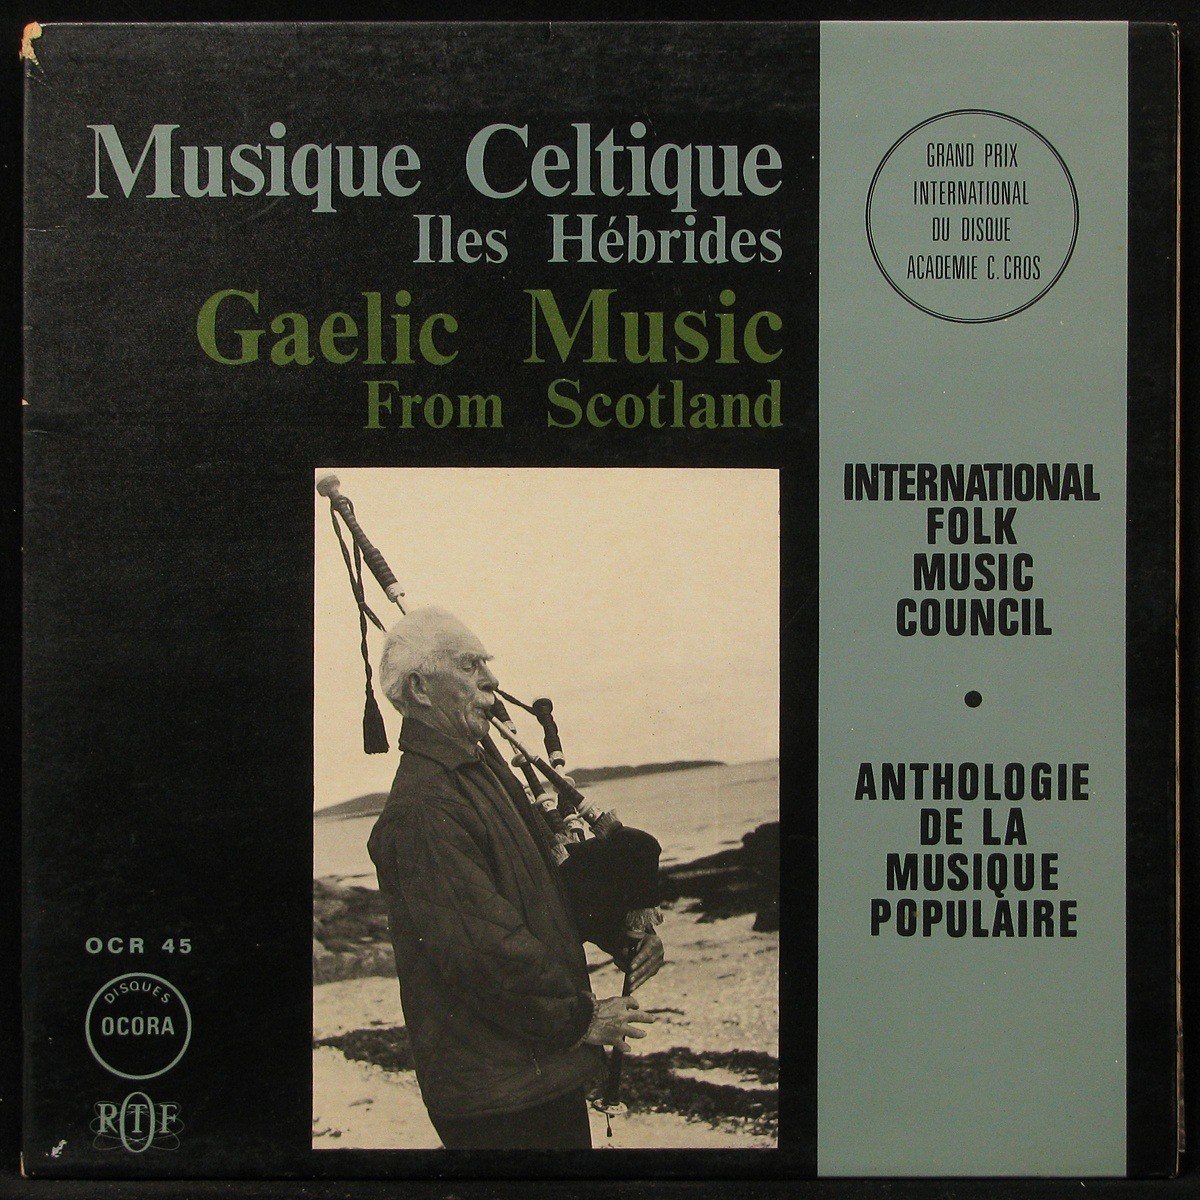 Musique Celtique
Iles Hébrides
Gaelic Music
From Scotland
GRAND PRIX
INTERNATIONAL
DU DISQUE
ACADEMIE C. CROS
INTERNATIONAL
FOLK
MUSIC
COUNCIL
●
ANTHOLOGIE
DE LA
MUSIQUE
POPULAIRE
OCR 45
DISQUES
OCORA
ORTF